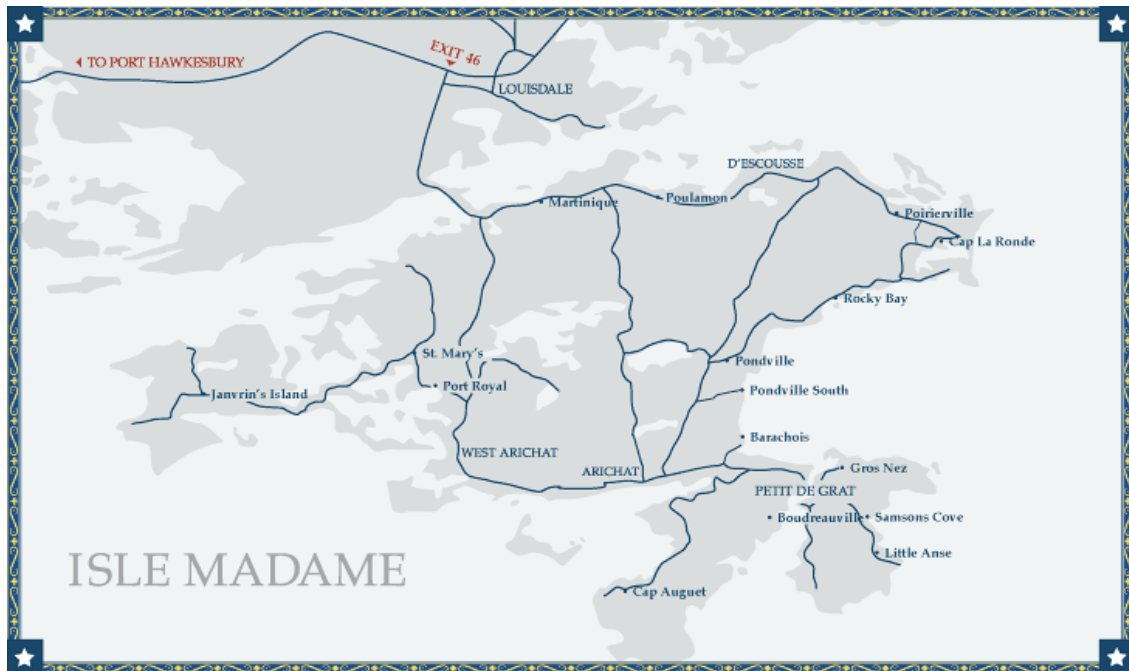 EXIT 46
TO PORT HAWKESBURY
LOUISDALE
D'ESCOUSSE
Martinique
Poulamon
Poirierville
Cap La Ronde
Rocky Bay
St. Mary's
Pondville
Port Royal
Janvrin's Island
Pondville South
Barachois
WEST ARICHAT
ARICHAT
Gros Nez
PETIT DE GRAT
Boudreauville
Samsons Cove
Little Anse
ISLE MADAME
Cap Auguet